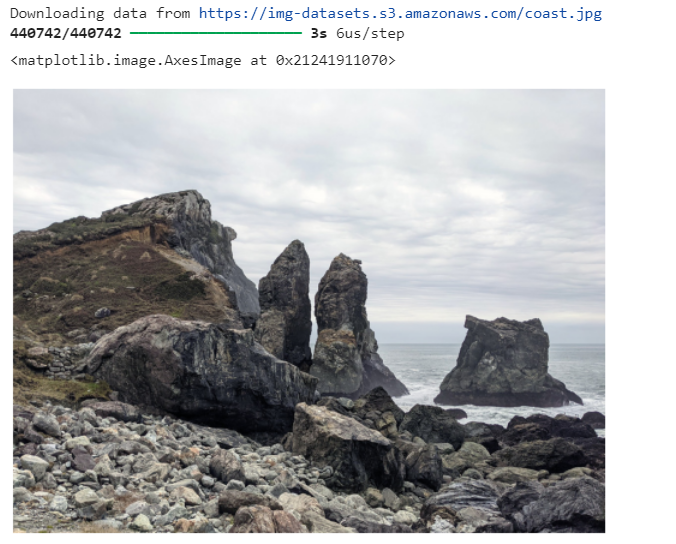 Downloading data from https://img-datasets.s3.amazonaws.com/coast.jpg
440742/440742 ━━━━━━━━━━━━━━━━━━━━ 3s 6us/step
<matplotlib.image.AxesImage at 0x21241911070>